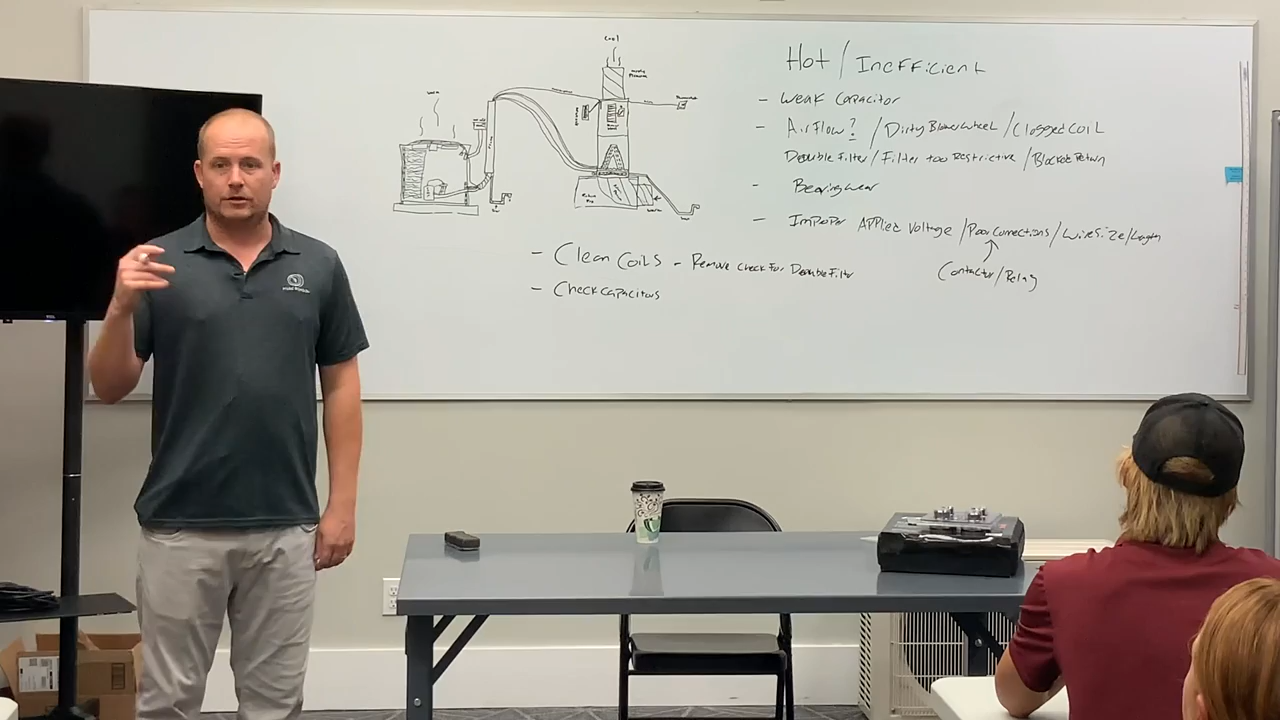 Hot / Inefficient
- Weak Capacitor
- Airflow? / Dirty Blower Wheel / Clogged Coil
Double Filter / Filter too Restrictive / Blocked Return
- Bearing wear
- Improper Applied Voltage / Poor Connections / Wire Size / Length
Contactor / Relay
- Clean Coils - Remove check for Double Filter
- Check capacitors
Cool